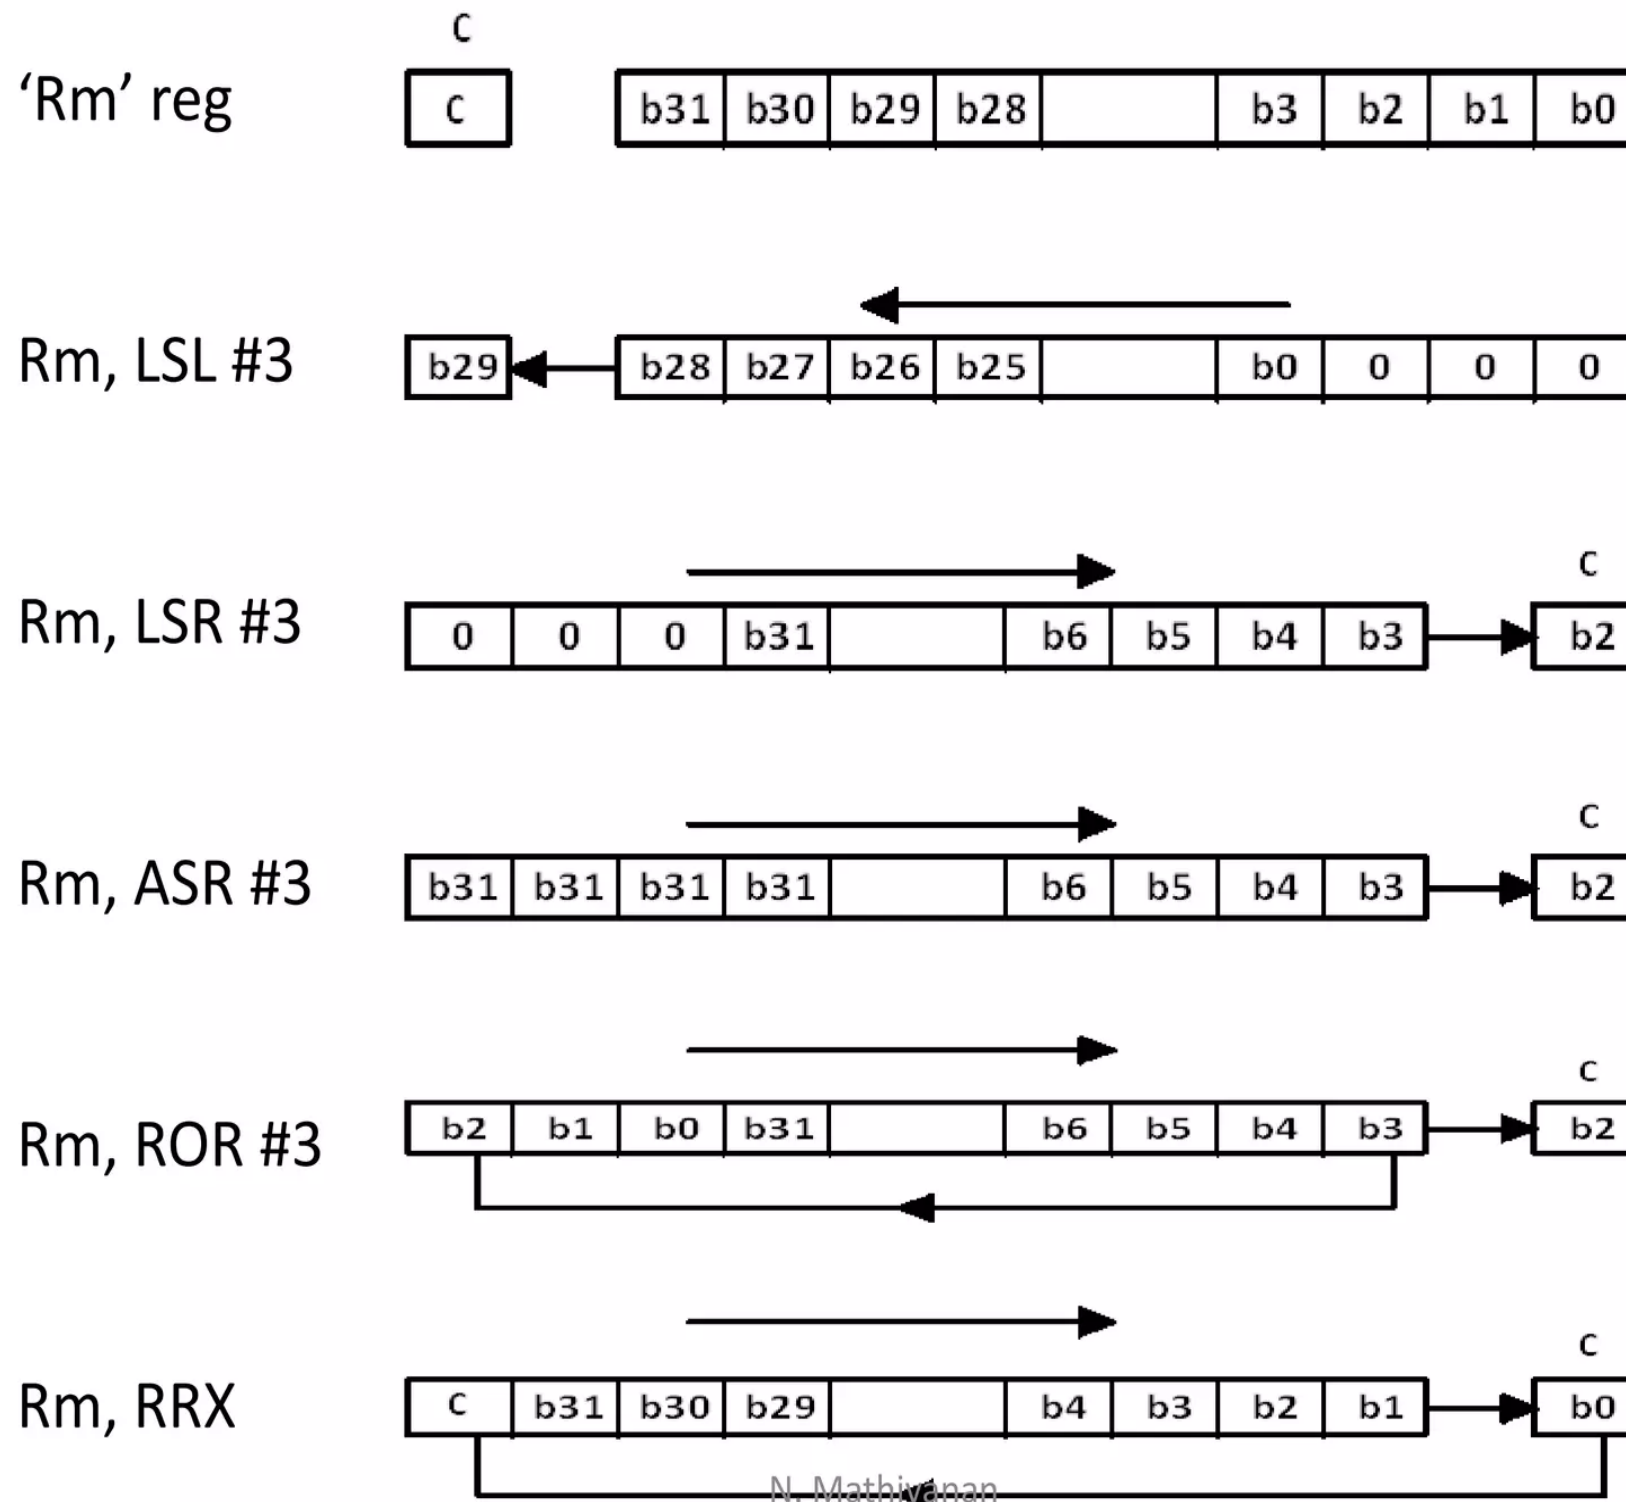 C
‘Rm’ reg C b31 b30 b29 b28 b3 b2 b1 b0
Rm, LSL #3 b29 b28 b27 b26 b25 b0 0 0 0
C
Rm, LSR #3 0 0 0 b31 b6 b5 b4 b3 b2
C
Rm, ASR #3 b31 b31 b31 b31 b6 b5 b4 b3 b2
C
Rm, ROR #3 b2 b1 b0 b31 b6 b5 b4 b3 b2
C
Rm, RRX C b31 b30 b29 b4 b3 b2 b1 b0
N. Mathivanan